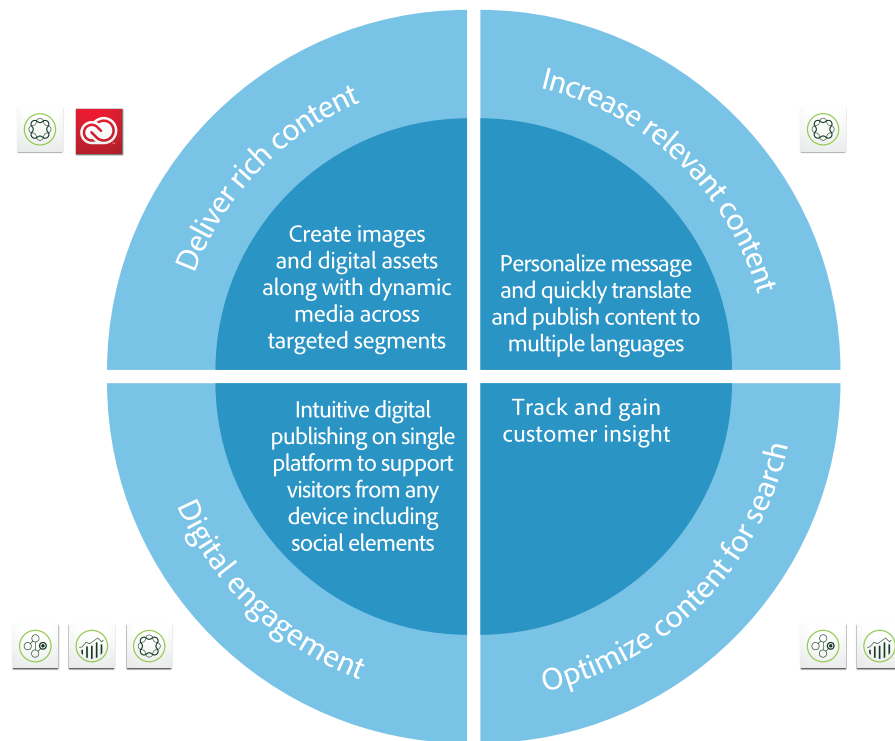 Deliver rich content
Create images
and digital assets
along with dynamic
media across
targeted segments
Increase relevant content
Personalize message
and quickly translate
and publish content to
multiple languages
Digital engagement
Intuitive digital
publishing on single
platform to support
visitors from any
device including
social elements
Optimize content for search
Track and gain
customer insight